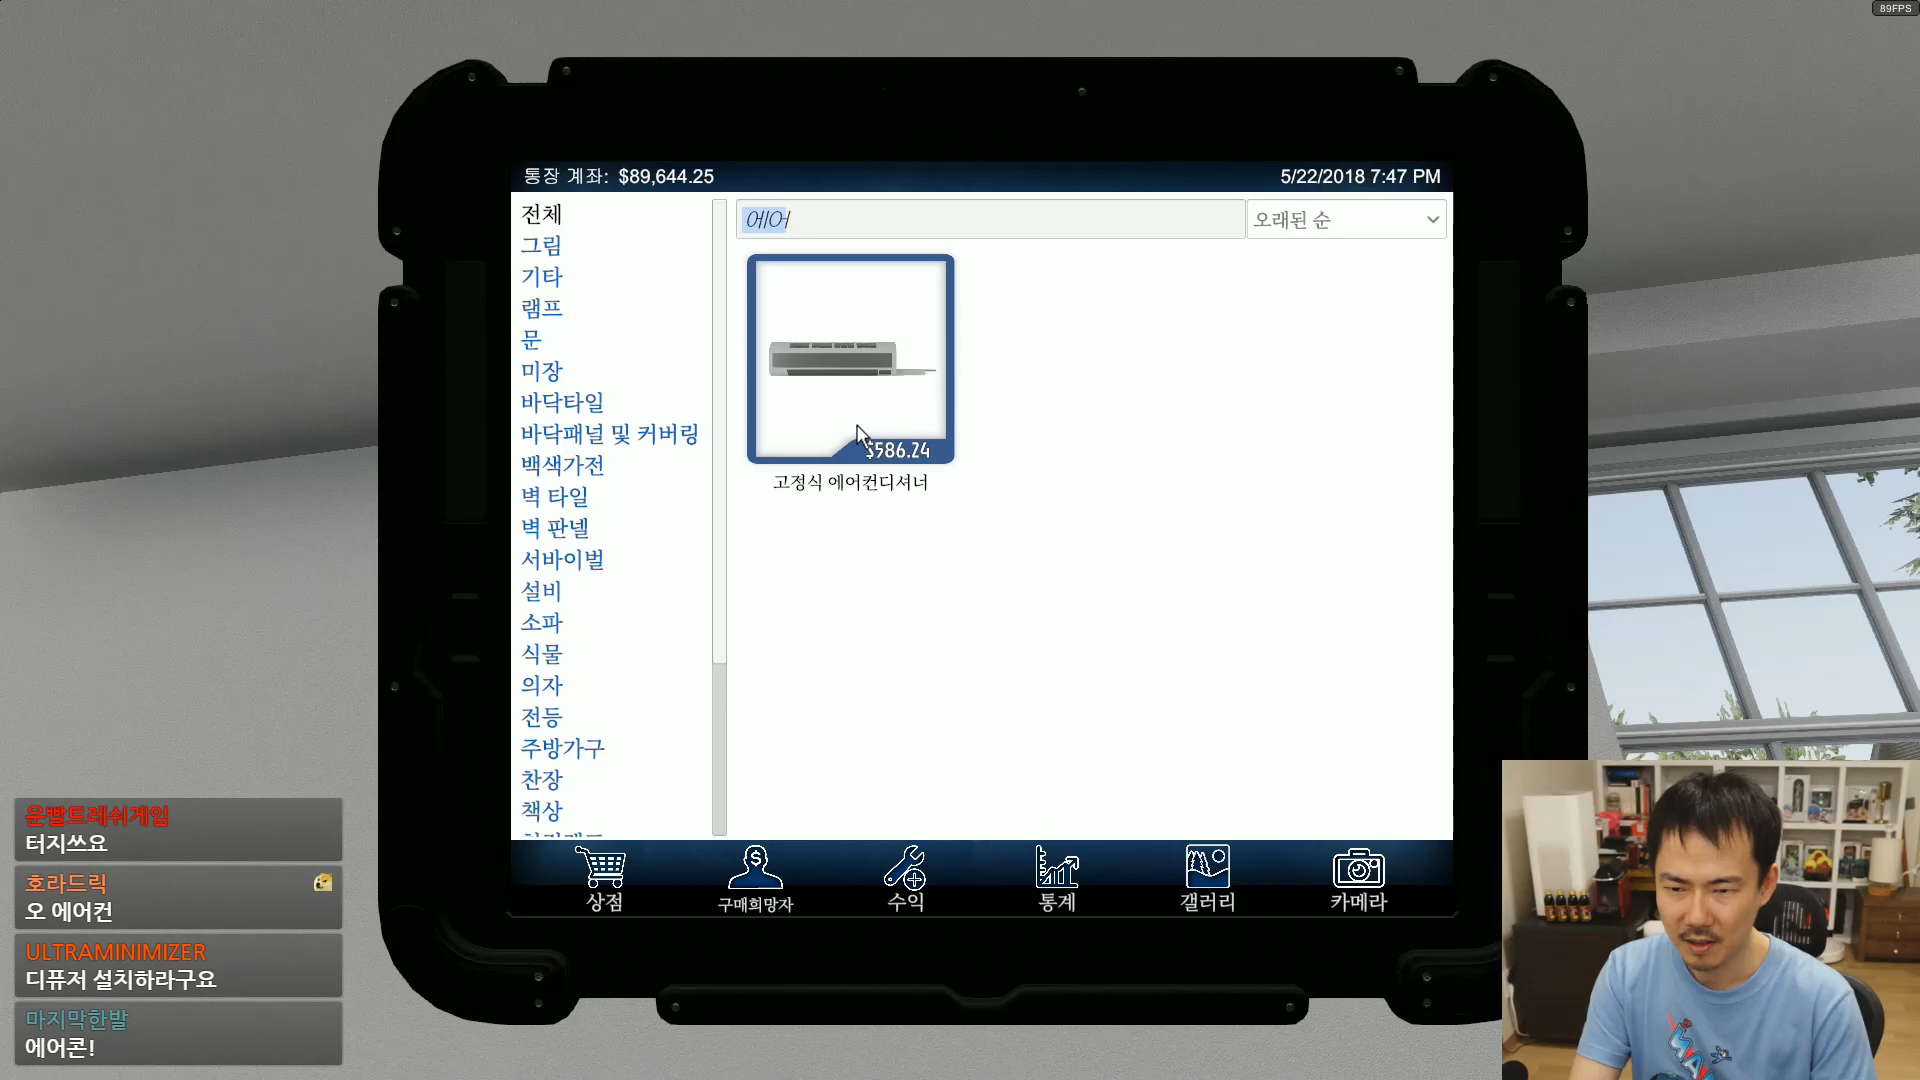 89FPS
통장 계좌: $89,644.25
5/22/2018 7:47 PM
전체
그림
기타
램프
문
미장
바닥타일
바닥패널 및 커버링
백색가전
벽 타일
벽 판넬
서바이벌
설비
소파
식물
의자
전등
주방가구
찬장
책상
에어
오래된 순
$586.24
고정식 에어컨디셔너
상점
구매희망자
수익
통계
갤러리
카메라
운빨트레쉬게임
터지쓰요
호라드릭
오 에어컨
ULTRAMINIMIZER
디퓨저 설치하라구요
마지막한발
에어콘!